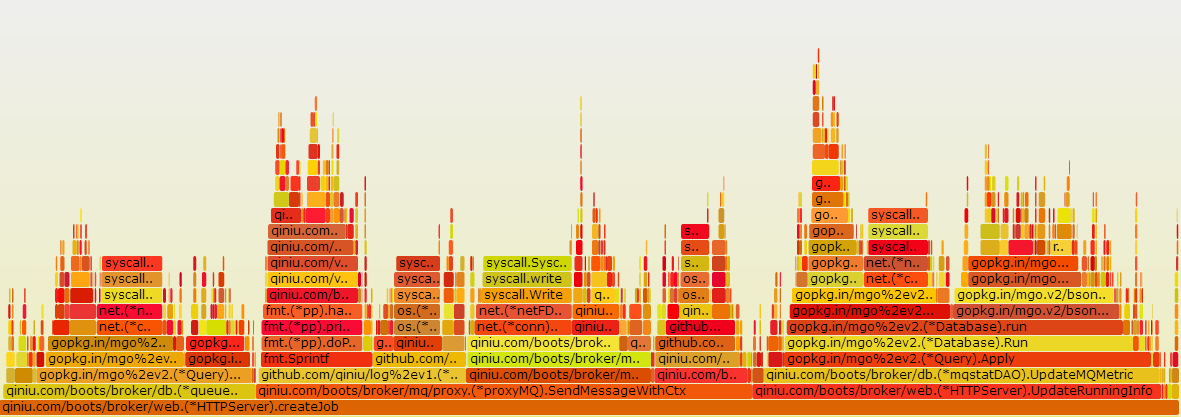 g..
g..
qi..
go..
syscall..
qiniu.com..
s..
gop..
syscall..
qiniu.com/..
s..
gopk..
syscal..
r..
syscall..
qiniu.com/v..
sysc..
syscall.Sysc..
s..
gopkg..
net.(*n..
gopkg.in/mgo...
syscall..
qiniu.com/v..
sysca..
syscall.write
os..
gopkg..
net.(*c..
gopkg.in/mgo...
syscall..
qiniu.com/b..
sysca..
syscall.Write
q..
os..
gopkg.in/mgo%2ev2...
gopkg.in/mgo.v2/bson..
net.(*n..
fmt.(*pp).ha..
os.(*..
net.(*netFD..
qiniu...
qin..
gopkg.in/mgo%2ev2...
gopkg.in/mgo.v2/bson...
net.(*c..
fmt.(*pp).prin..
os.(*..
net.(*conn)...
qiniu...
github...
gopkg.in/mgo%2ev2.(*Database).run
gopkg.in/mgo%2...
gopkg...
fmt.(*pp).doP..
g..
qiniu..
qiniu.com/boots/brok..
q..
github.co..
gopkg.in/mgo%2ev2.(*Database).Run
gopkg.in/mgo%2ev..
gopkg.i..
fmt.Sprintf
github.com/..
qiniu.com/boots/broker/m..
qiniu.com/..
gopkg.in/mgo%2ev2.(*Query).Apply
gopkg.in/mgo%2ev2.(*Query)...
github.com/qiniu/log%2ev1.(*..
qiniu.com/boots/broker/m...
qiniu.com/b..
qiniu.com/boots/broker/db.(*mqstatDAO).UpdateMQMetric
qiniu.com/boots/broker/db.(*queue..
qiniu.com/boots/broker/mq/proxy.(*proxyMQ).SendMessageWithCtx
qiniu.com/boots/broker/web.(*HTTPServer).UpdateRunningInfo
qiniu.com/boots/broker/web.(*HTTPServer).createJob